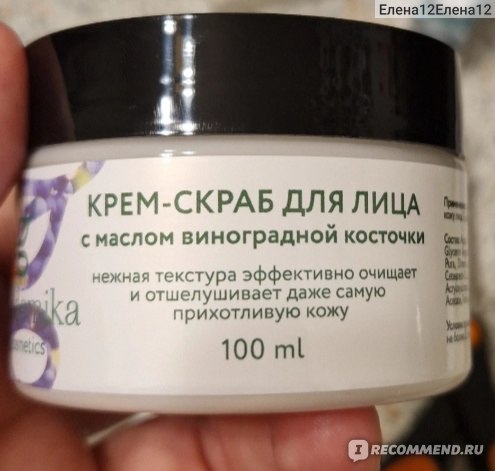 Елена12Елена12
КРЕМ-СКРАБ ДЛЯ ЛИЦА
с маслом виноградной косточки
нежная текстура эффективно очищает
и отшелушивает даже самую
прихотливую кожу
100 ml
Состав:
I RECOMMEND.RU